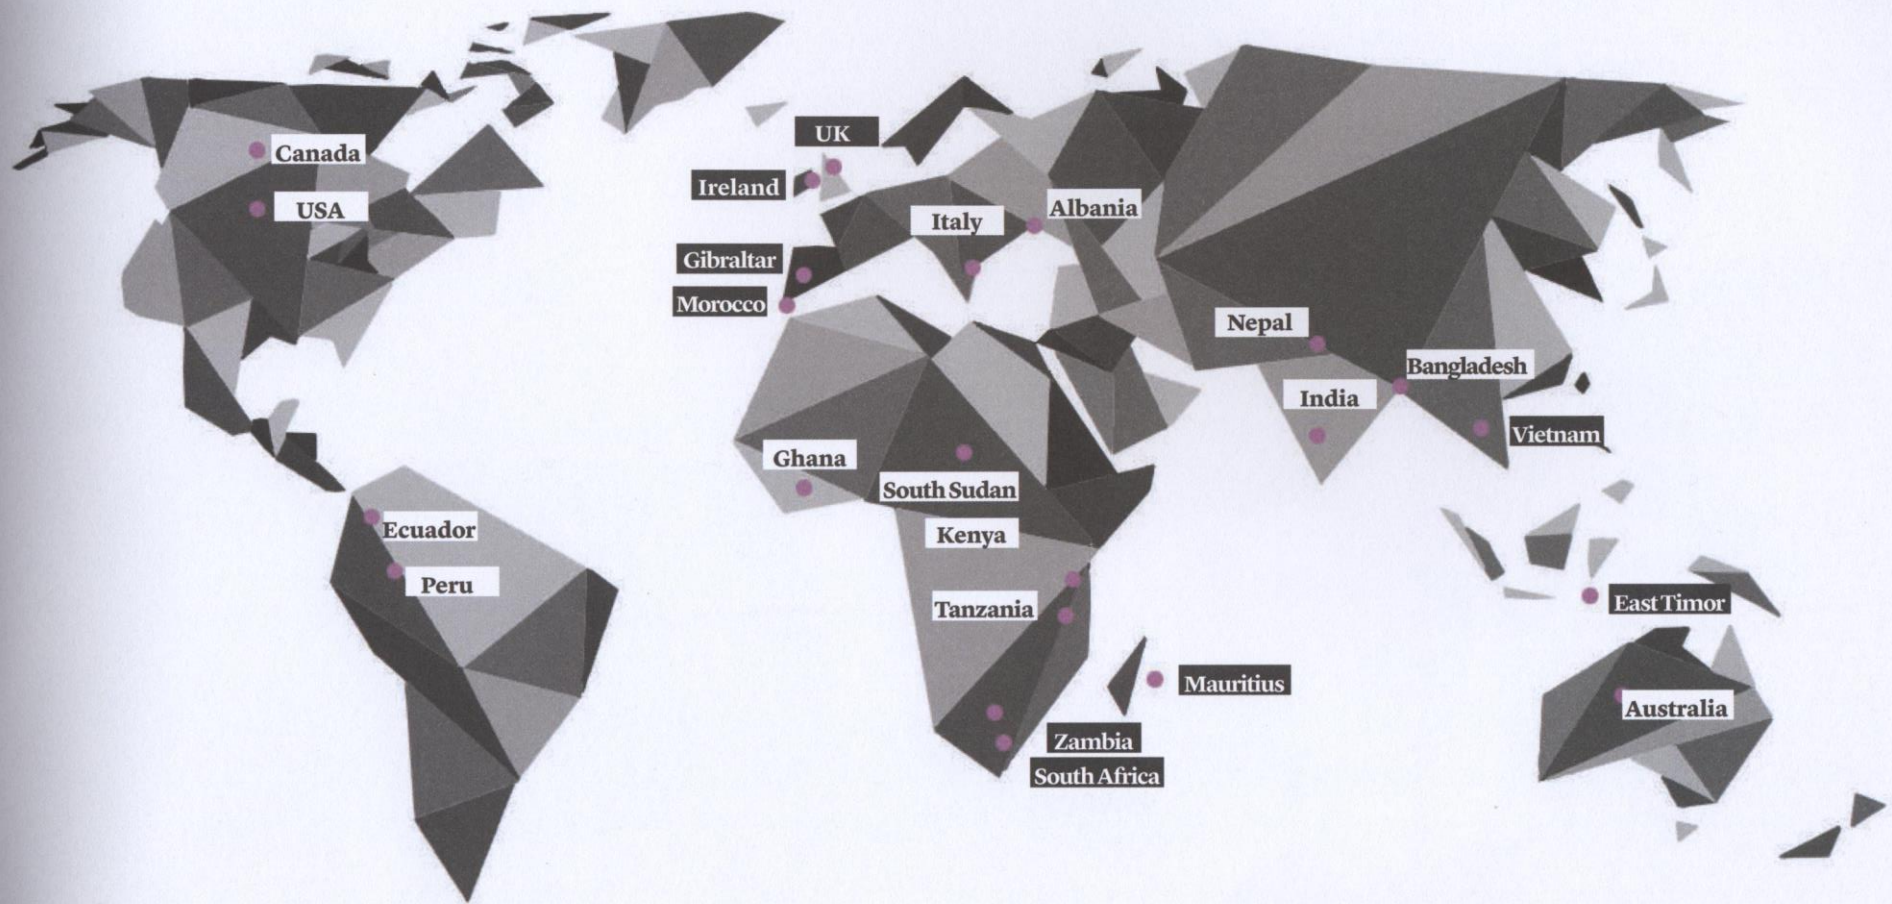 UK
Canada
Ireland
USA
Albania
Italy
Gibraltar
Morocco
Nepal
Bangladesh
India
Vietnam
Ghana
South Sudan
Ecuador
Kenya
Peru
East Timor
Tanzania
Mauritius
Australia
Zambia
South Africa